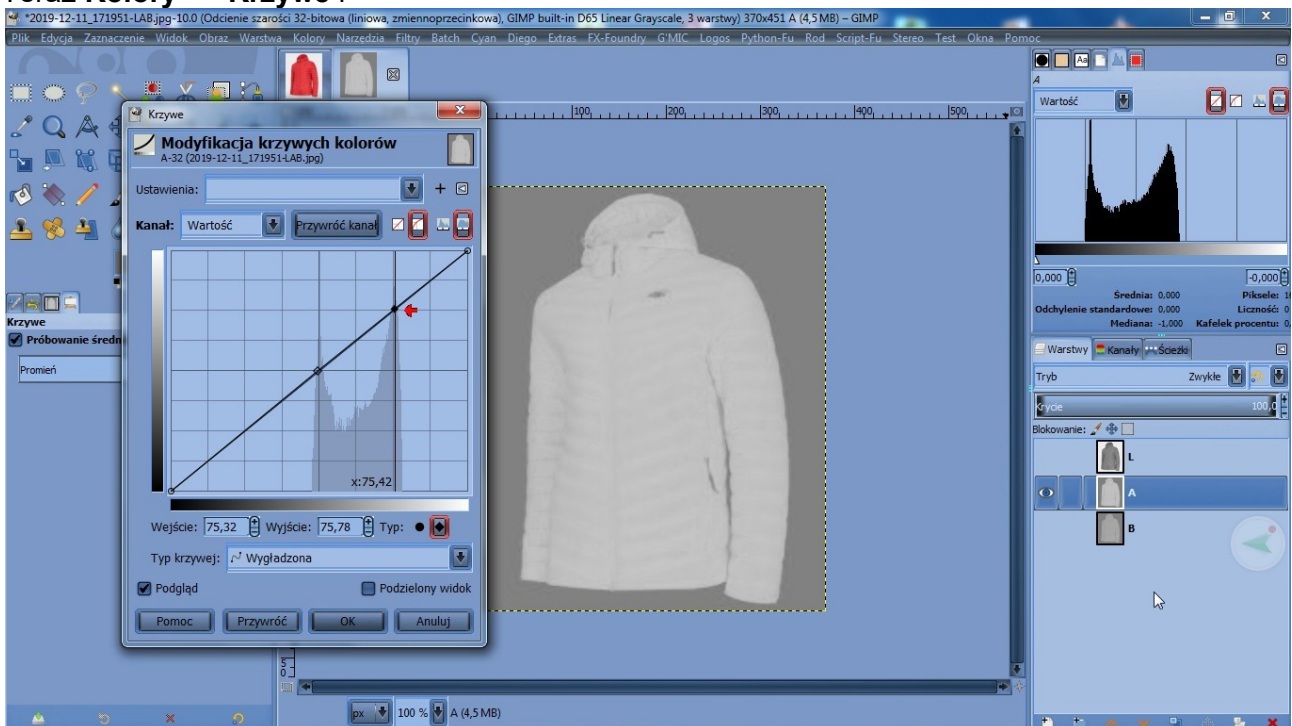 *2019-12-11_171951-LAB.jpg-10.0 (Odcienie szarości 32-bitowa (liniowa, zmiennoprzecinkowa), GIMP built-in D65 Linear Grayscale, 3 warstwy) 370x451 A (4,5 MB) – GIMP
Plik Edycja Zaznaczenie Widok Obraz Warstwa Kolory Narzędzia Filtry Batch Cyan Diego Extras FX-Foundry G'MIC Logos Python-Fu Rod Script-Fu Stereo Test Okna Pomoc
100 200 300 400 500
Krzywe
Modyfikacja krzywych kolorów
A-32 (2019-12-11_171951-LAB.jpg)
Ustawienia:
Kanał: Wartość Przywróć kanał
x:75,42
Wejście: 75,32 Wyjście: 75,78 Typ:
Typ krzywej: Wygładzona
Podgląd Podzielony widok
Pomoc Przywróć OK Anuluj
Krzywe
Próbowanie średn
Promień
5
0
px 100 % A (4,5 MB)
Aa
A
Wartość
0,000 -0,000
Średnia: 0,000 Piksele:
Odchylenie standardowe: 0,000 Liczność: 0
Mediana: -1,000 Kafelek procentu: 0,
Warstwy Kanały Ścieżki
Tryb Zwykłe
Krycie 100,0
Blokowanie:
L
A
B